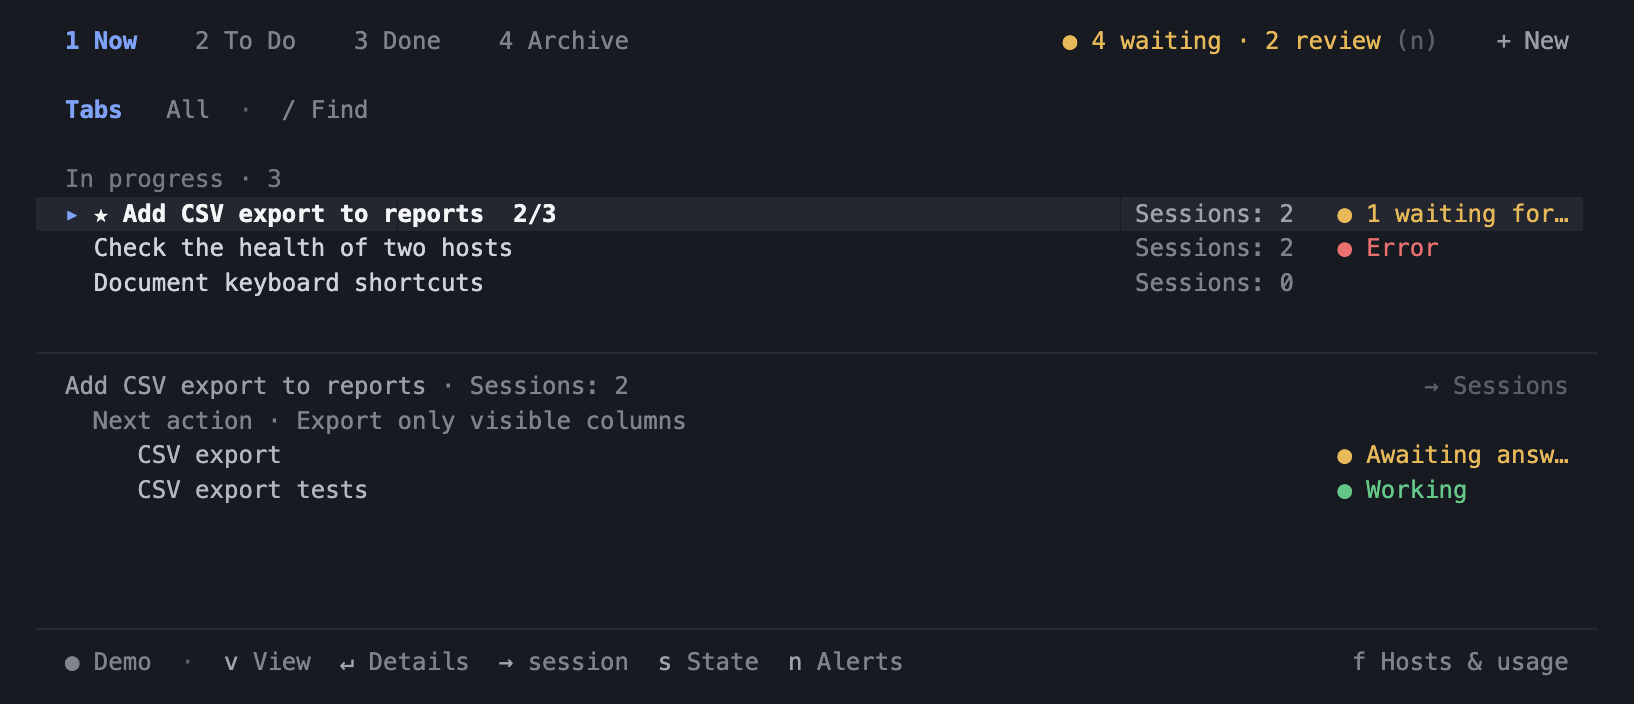 1 Now 2 To Do 3 Done 4 Archive ● 4 waiting · 2 review (n) + New
Tabs All · / Find
In progress · 3
▸ ★ Add CSV export to reports 2/3 Sessions: 2 ● 1 waiting for…
Check the health of two hosts Sessions: 2 ● Error
Document keyboard shortcuts Sessions: 0
Add CSV export to reports · Sessions: 2 → Sessions
Next action · Export only visible columns
CSV export ● Awaiting answ…
CSV export tests ● Working
● Demo · v View ↵ Details → session s State n Alerts f Hosts & usage